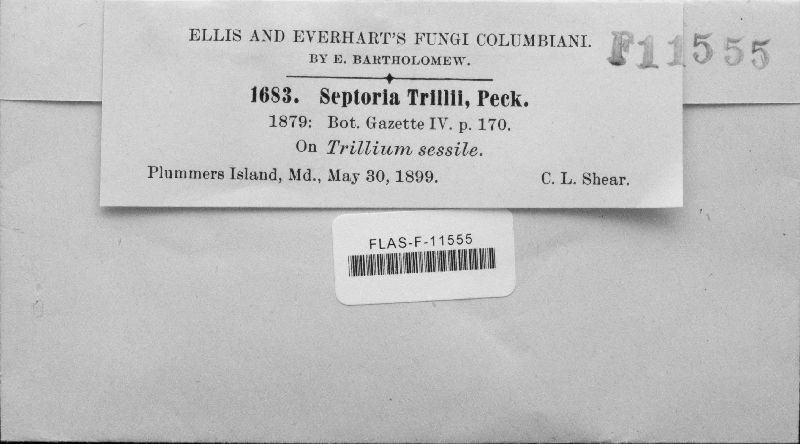 ELLIS AND EVERHART'S FUNGI COLUMBIANI.
F11555
BY E. BARTHOLOMEW.
1683. Septoria Trillii, Peck.
1879: Bot. Gazette IV. p. 170.
On Trillium sessile.
Plummers Island, Md., May 30, 1899. C. L. Shear.
FLAS-F-11555